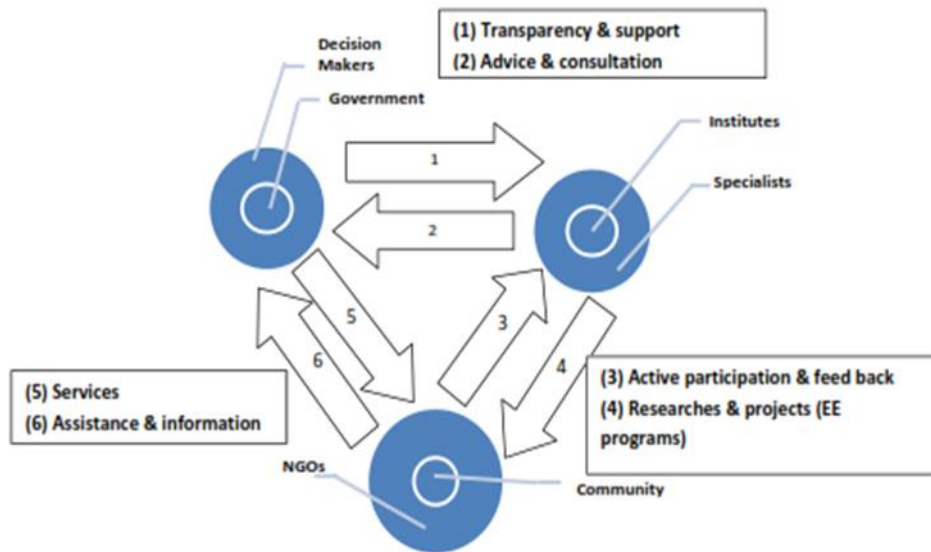 (1) Transparency & support
(2) Advice & consultation
Decision
Makers
Government
Institutes
Specialists
1
2
3
4
5
6
(5) Services
(6) Assistance & information
(3) Active participation & feed back
(4) Researches & projects (EE
programs)
NGOs
Community